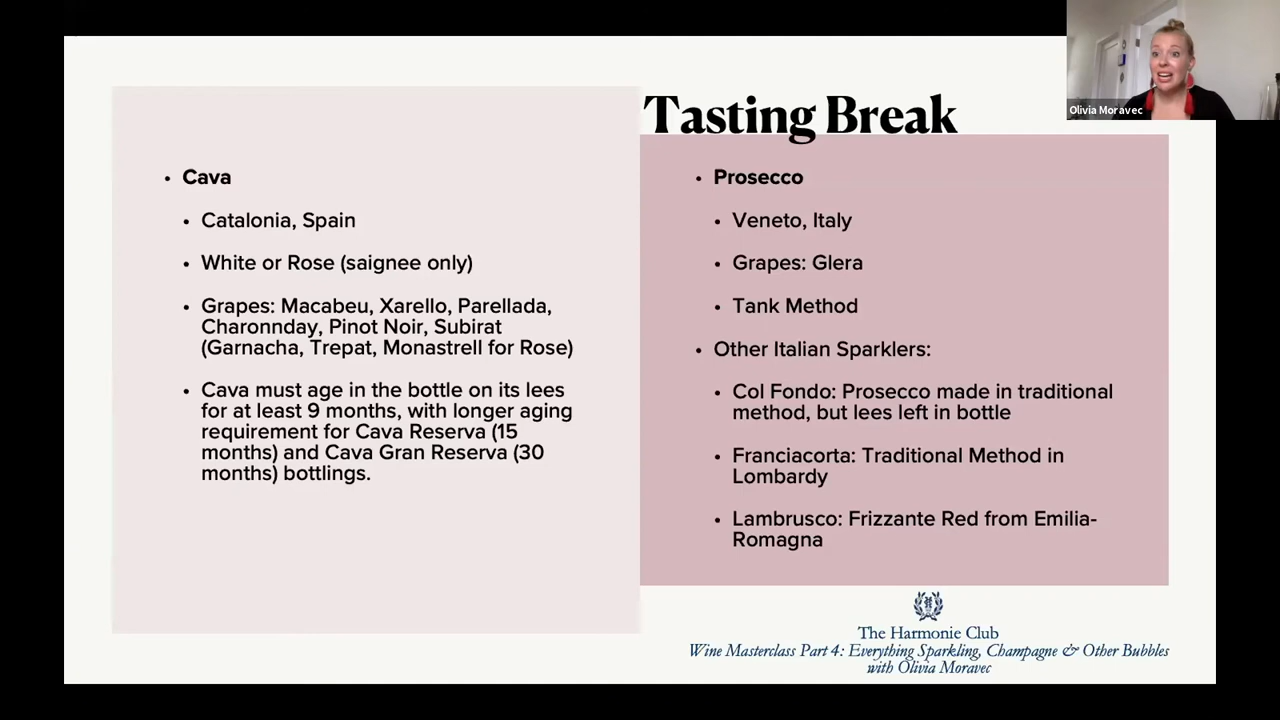 Olivia Moravec
Tasting Break
• Cava
• Catalonia, Spain
• White or Rose (saignee only)
• Grapes: Macabeu, Xarello, Parellada,
Charonnday, Pinot Noir, Subirat
(Garnacha, Trepat, Monastrell for Rose)
• Cava must age in the bottle on its lees
for at least 9 months, with longer aging
requirement for Cava Reserva (15
months) and Cava Gran Reserva (30
months) bottlings.
• Prosecco
• Veneto, Italy
• Grapes: Glera
• Tank Method
• Other Italian Sparklers:
• Col Fondo: Prosecco made in traditional
method, but lees left in bottle
• Franciacorta: Traditional Method in
Lombardy
• Lambrusco: Frizzante Red from Emilia-
Romagna
The Harmonie Club
Wine Masterclass Part 4: Everything Sparkling, Champagne & Other Bubbles
with Olivia Moravec